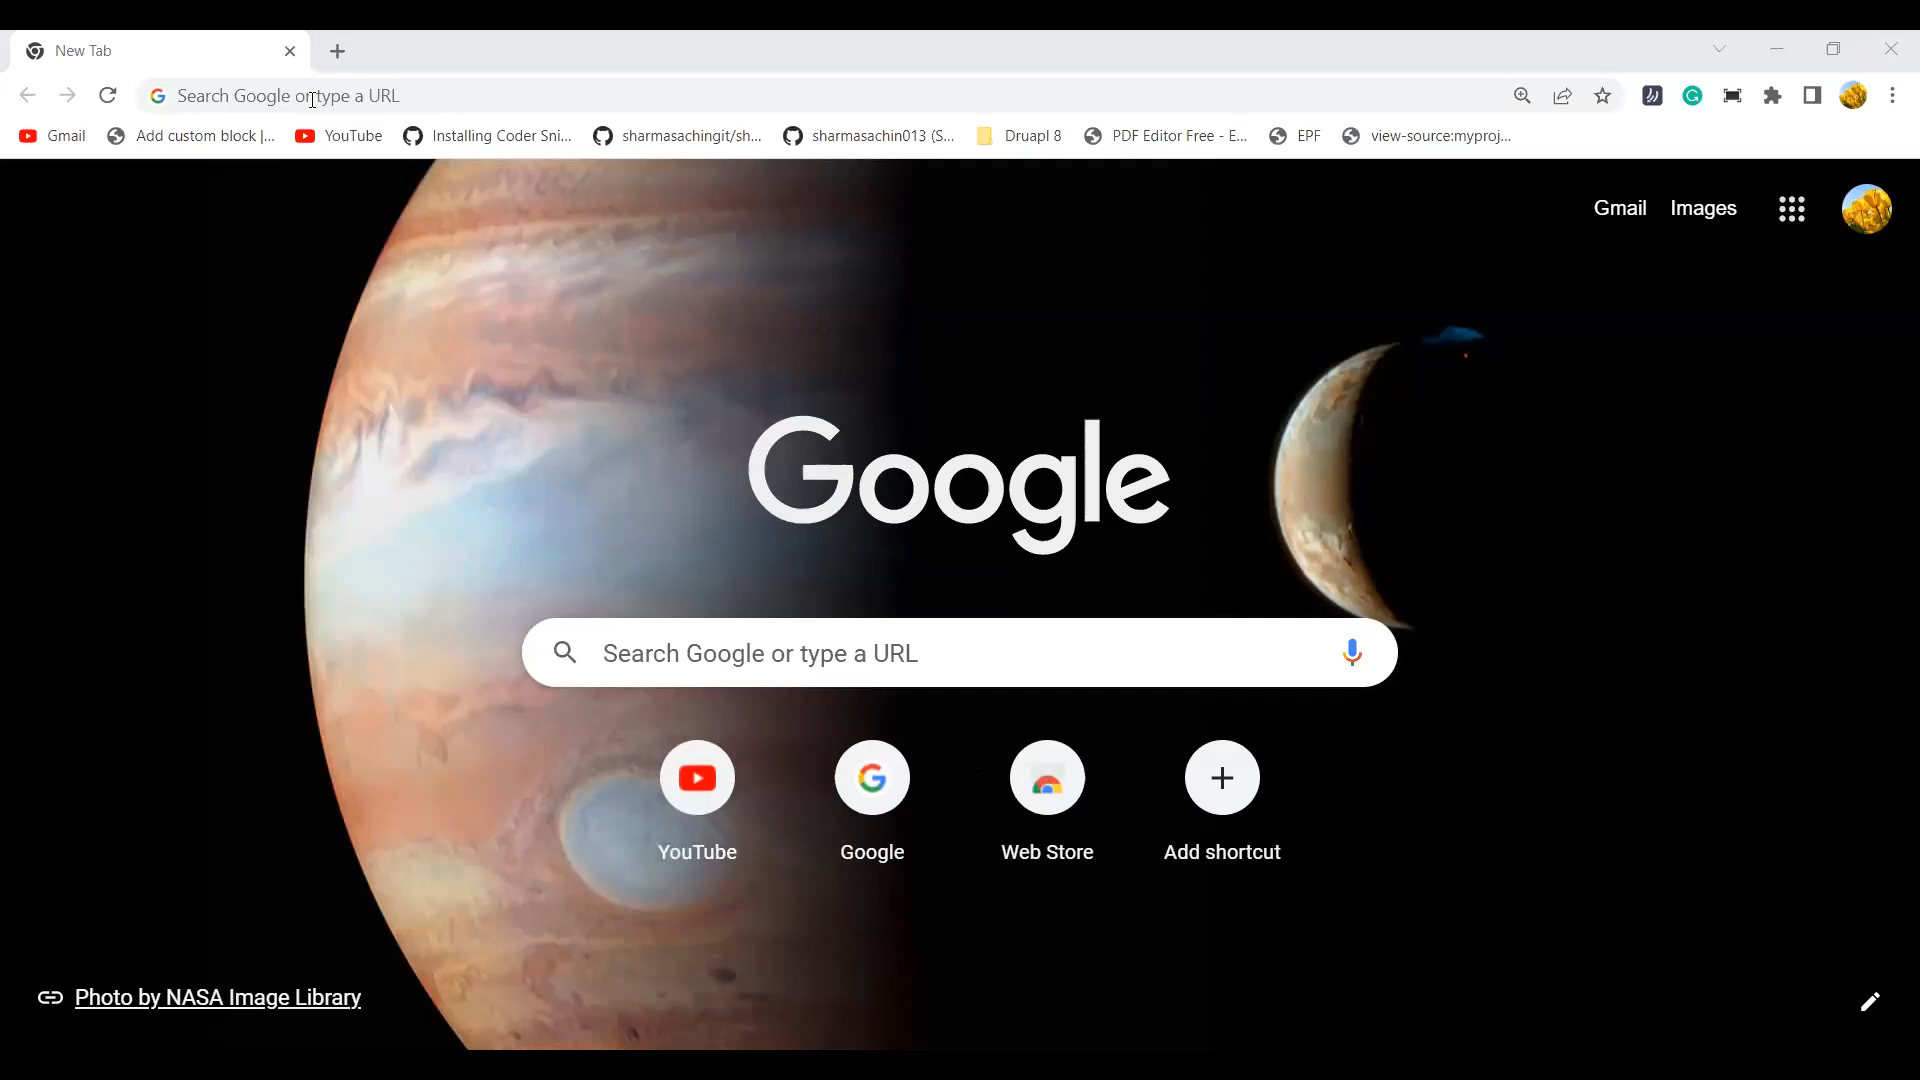 New Tab
Search Google or type a URL
Gmail Add custom block |... YouTube Installing Coder Sni... sharmasachingit/sh... sharmasachin013 (S... Druapl 8 PDF Editor Free - E... EPF view-source:myproj...
Gmail Images
Google
Search Google or type a URL
YouTube Google Web Store Add shortcut
Photo by NASA Image Library